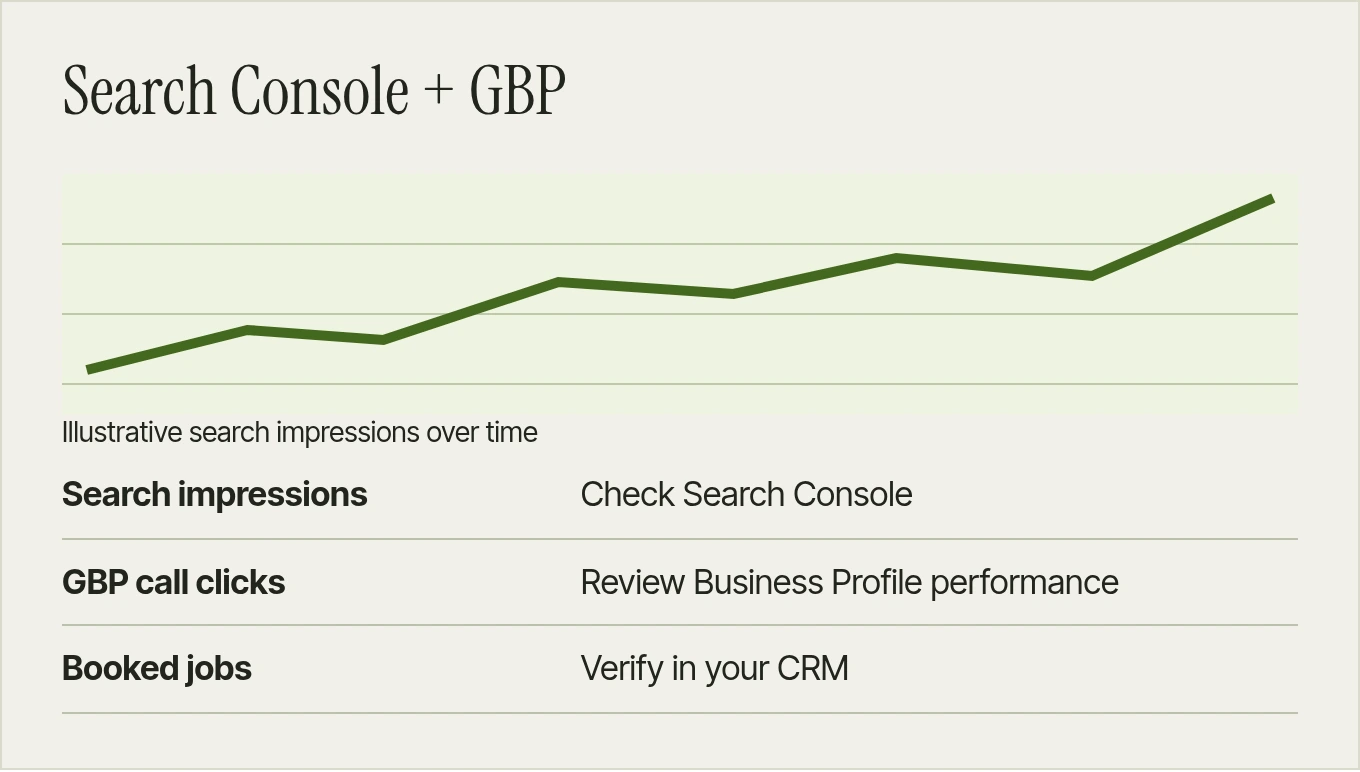 Search Console + GBP
Illustrative search impressions over time
Search impressions Check Search Console
GBP call clicks Review Business Profile performance
Booked jobs Verify in your CRM